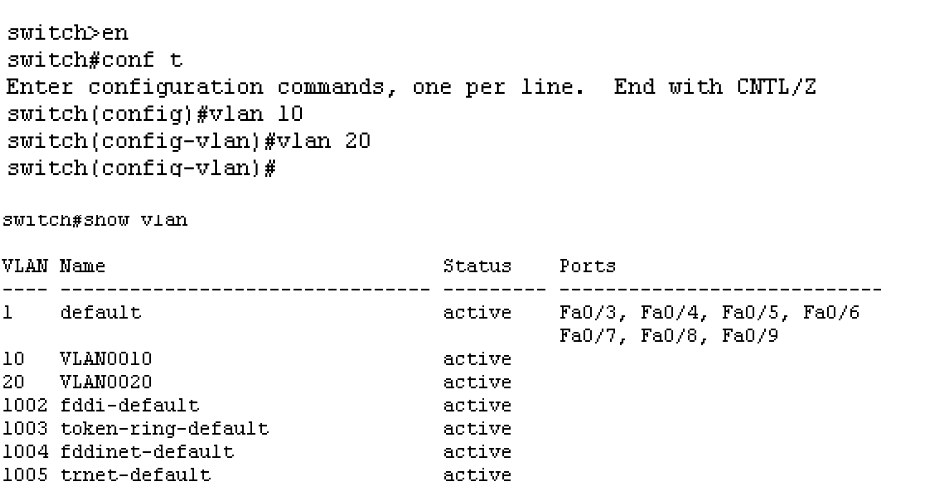 switch>en
switch#conf t
Enter configuration commands, one per line.  End with CNTL/Z
switch(config)#vlan 10
switch(config-vlan)#vlan 20
switch(config-vlan)#
switch#show vlan
VLAN Name                             Status    Ports
---- -------------------------------- --------- ----------------------------
1    default                          active    Fa0/3, Fa0/4, Fa0/5, Fa0/6
                                                Fa0/7, Fa0/8, Fa0/9
10   VLAN0010                         active
20   VLAN0020                         active
1002 fddi-default                     active
1003 token-ring-default               active
1004 fddinet-default                  active
1005 trnet-default                    active